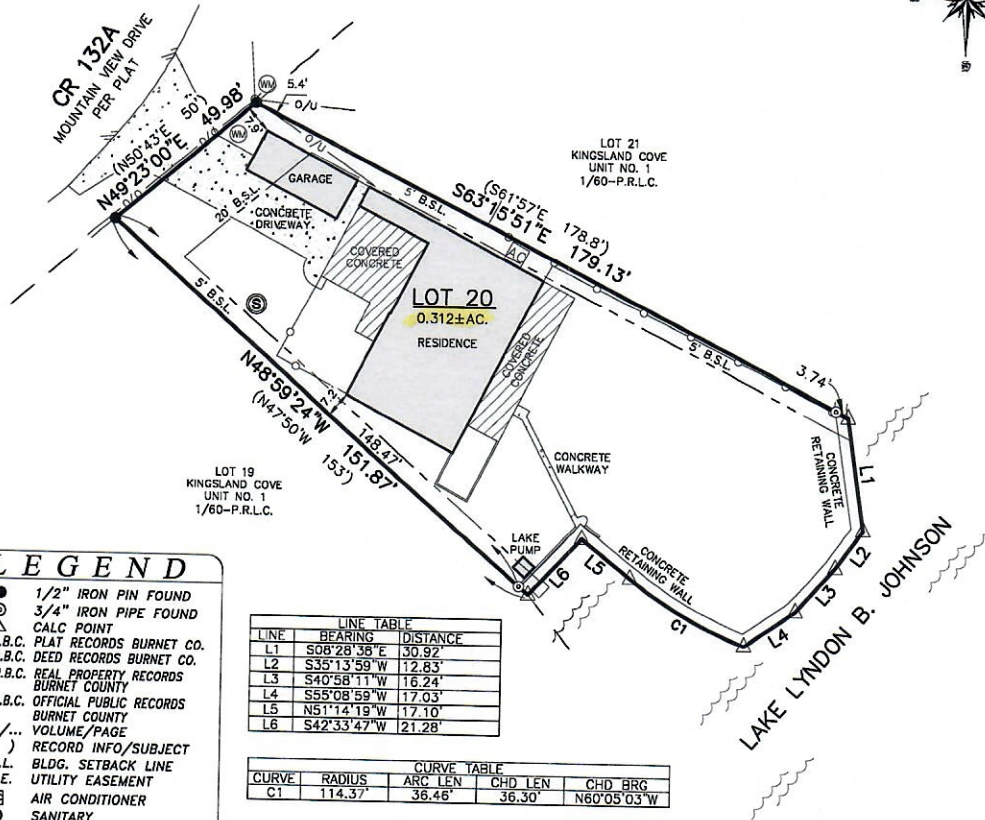 CR 132A
MOUNTAIN VIEW DRIVE
PER PLAT
(N50°43'E 50')
N49°23'00"E 49.98'
WM
5.4'
O/U
WM
7.9'
O/U
O/U
O/U
GARAGE
20' B.S.L.
CONCRETE
DRIVEWAY
LOT 21
KINGSLAND COVE
UNIT NO. 1
1/60-P.R.L.C.
5' B.S.L.
(S61°57'E 178.8')
S63°15'51"E 179.13'
AC
COVERED
CONCRETE
LOT 20
0.312±AC.
RESIDENCE
COVERED
CONCRETE
5' B.S.L.
S
5' B.S.L.
3.74'
N48°59'24"W 151.87'
(N47°50'W 153')
7.2'
148.47'
CONCRETE
RETAINING WALL
L1
CONCRETE
WALKWAY
LOT 19
KINGSLAND COVE
UNIT NO. 1
1/60-P.R.L.C.
LAKE
PUMP
L6
L5
CONCRETE
RETAINING WALL
C1
L4
L3
L2
LAKE LYNDON B. JOHNSON
LEGEND
1/2" IRON PIN FOUND
3/4" IRON PIPE FOUND
CALC POINT
.B.C. PLAT RECORDS BURNET CO.
.B.C. DEED RECORDS BURNET CO.
.B.C. REAL PROPERTY RECORDS
BURNET COUNTY
.B.C. OFFICIAL PUBLIC RECORDS
BURNET COUNTY
/... VOLUME/PAGE
) RECORD INFO/SUBJECT
.L. BLDG. SETBACK LINE
E. UTILITY EASEMENT
AIR CONDITIONER
SANITARY
LINE TABLE
LINE BEARING DISTANCE
L1 S08°28'38"E 30.92'
L2 S35°13'59"W 12.83'
L3 S40°58'11"W 16.24'
L4 S55°08'59"W 17.03'
L5 N51°14'19"W 17.10'
L6 S42°33'47"W 21.28'
CURVE TABLE
CURVE RADIUS ARC LEN CHD LEN CHD BRG
C1 114.37' 36.46' 36.30' N60°05'03"W